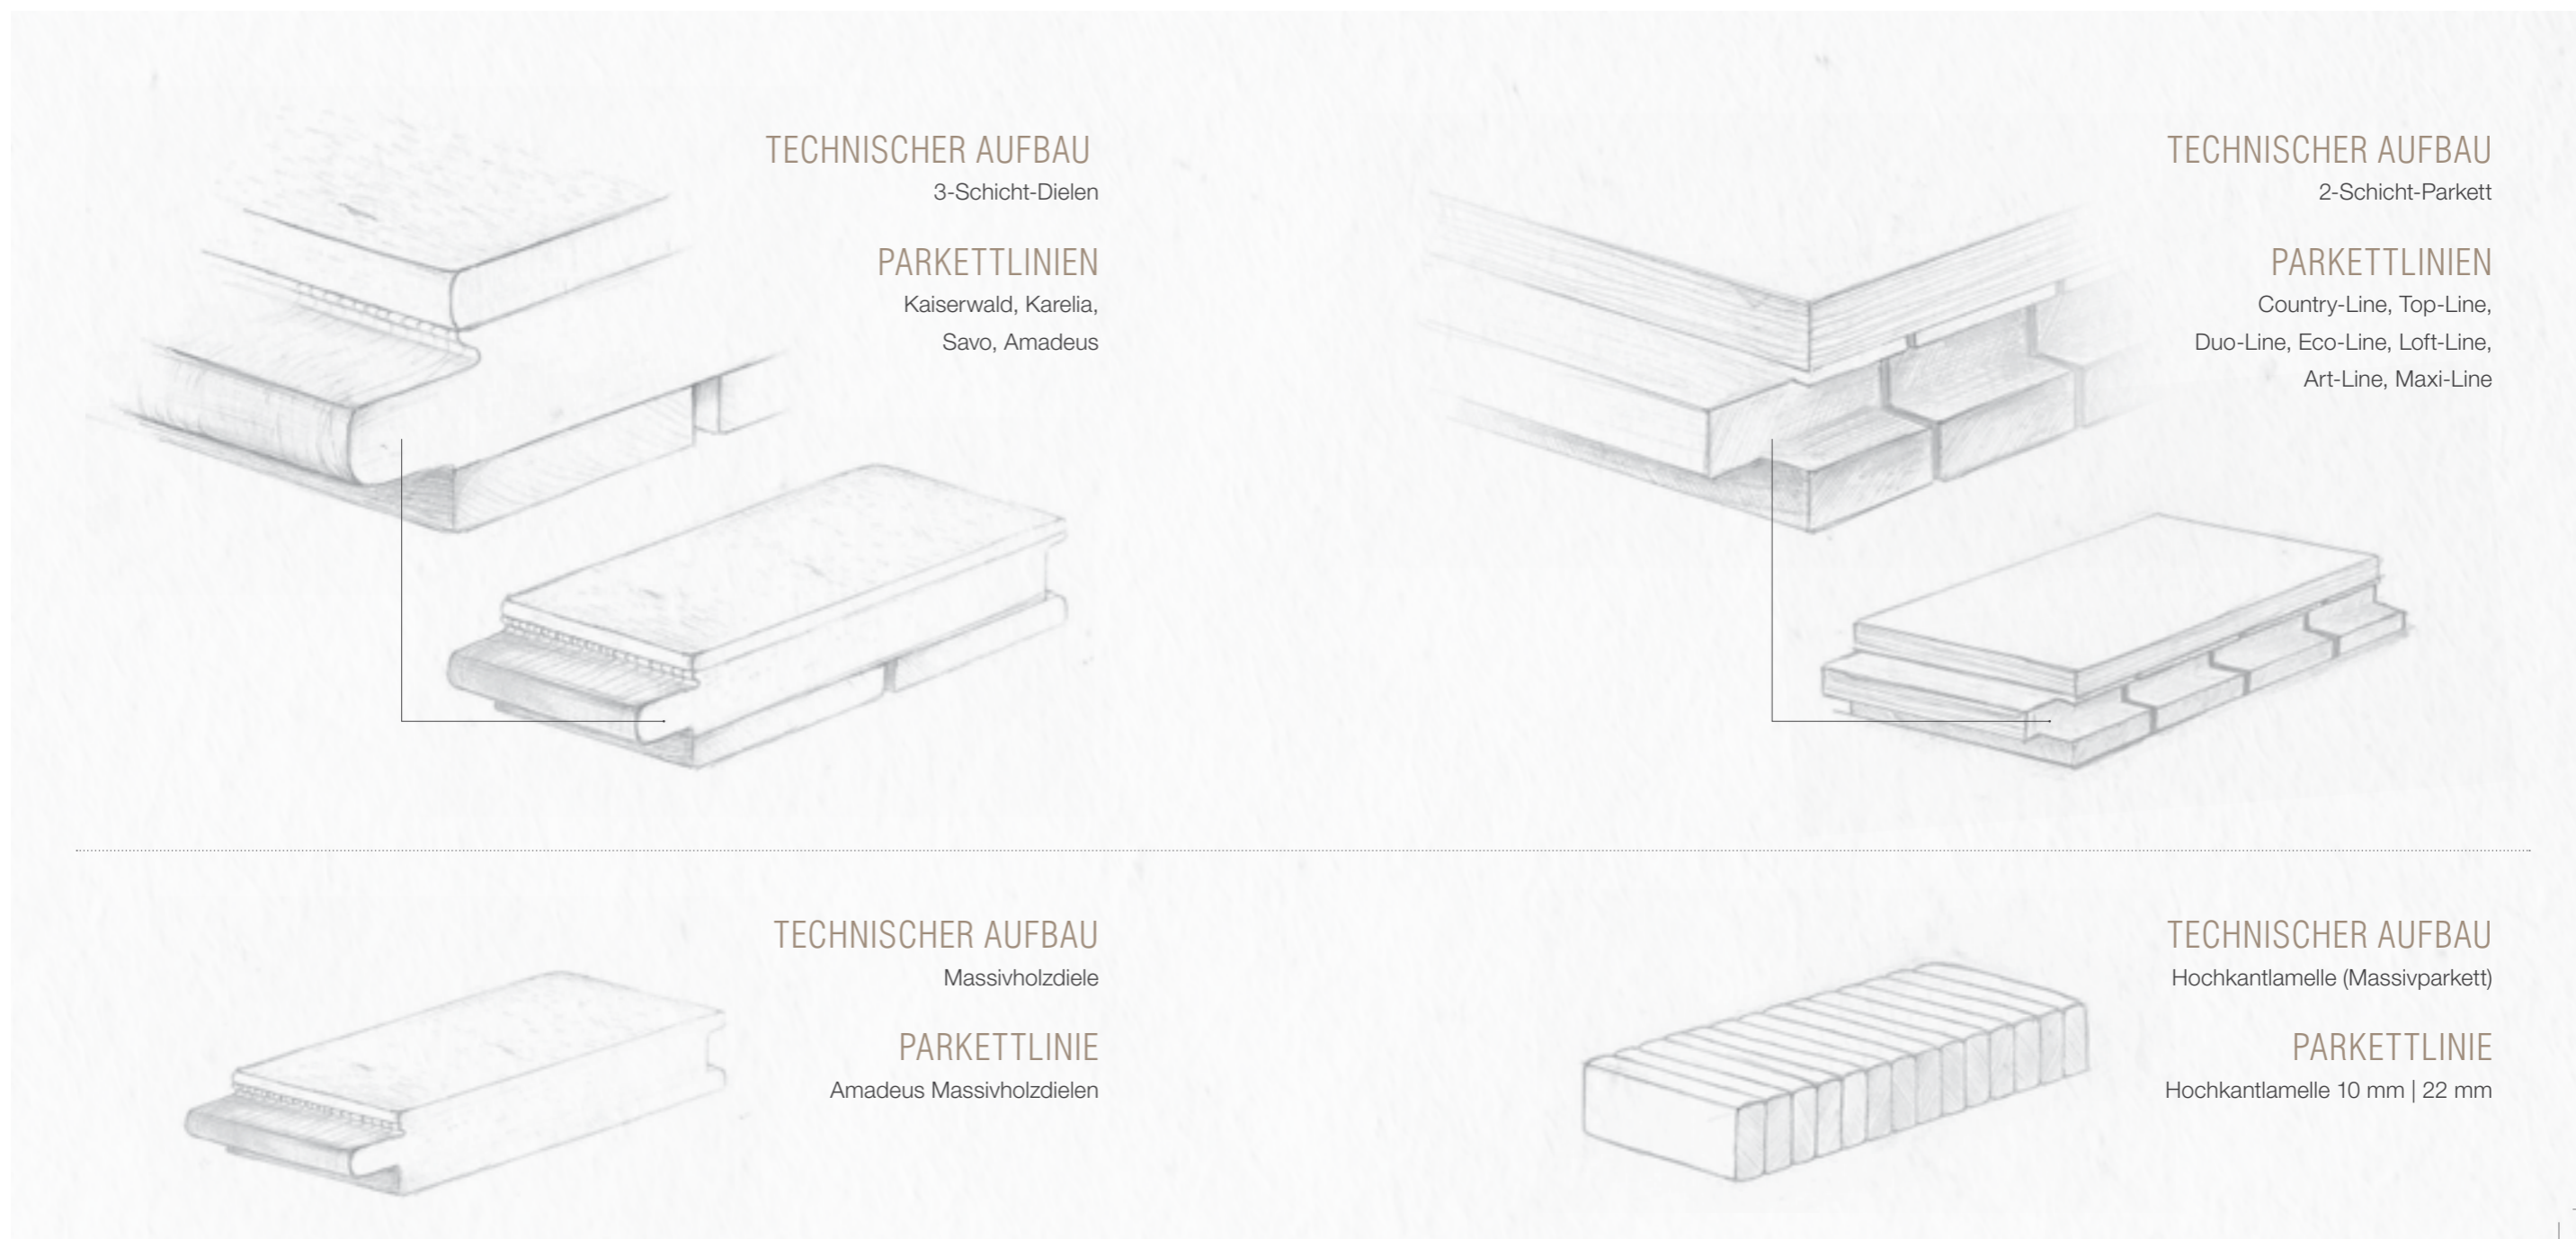 TECHNISCHER AUFBAU
3-Schicht-Dielen
PARKETTLINIEN
Kaiserwald, Karelia,
Savo, Amadeus
TECHNISCHER AUFBAU
2-Schicht-Parkett
PARKETTLINIEN
Country-Line, Top-Line,
Duo-Line, Eco-Line, Loft-Line,
Art-Line, Maxi-Line
TECHNISCHER AUFBAU
Massivholzdiele
PARKETTLINIE
Amadeus Massivholzdielen
TECHNISCHER AUFBAU
Hochkantlamelle (Massivparkett)
PARKETTLINIE
Hochkantlamelle 10 mm | 22 mm